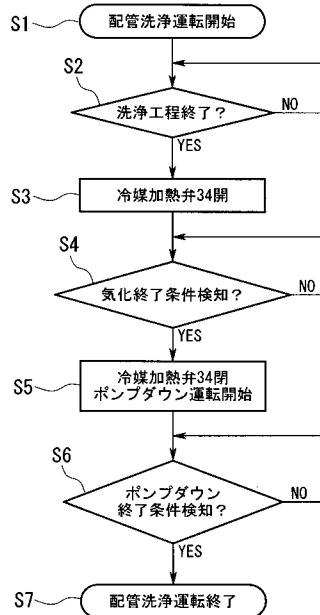 S1
配管洗浄運転開始
S2
洗浄工程終了?
NO
YES
S3
冷媒加熱弁34開
S4
気化終了条件検知?
NO
YES
S5
冷媒加熱弁34閉
ポンプダウン運転開始
S6
ポンプダウン
終了条件検知?
NO
YES
S7
配管洗浄運転終了